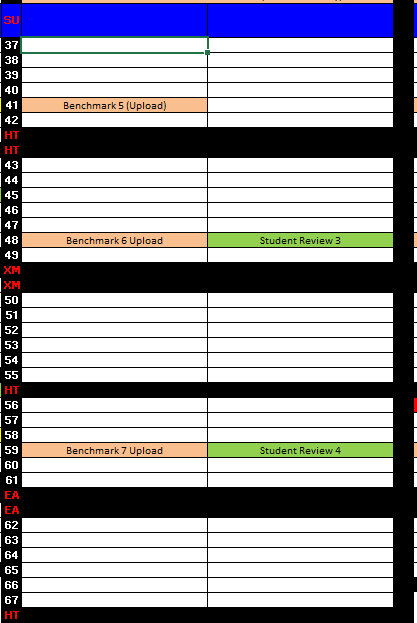 SU
37
38
39
40
41 Benchmark 5 (Upload)
42
HT
HT
43
44
45
46
47
48 Benchmark 6 Upload Student Review 3
49
XM
XM
50
51
52
53
54
55
HT
56
57
58
59 Benchmark 7 Upload Student Review 4
60
61
EA
EA
62
63
64
65
66
67
HT